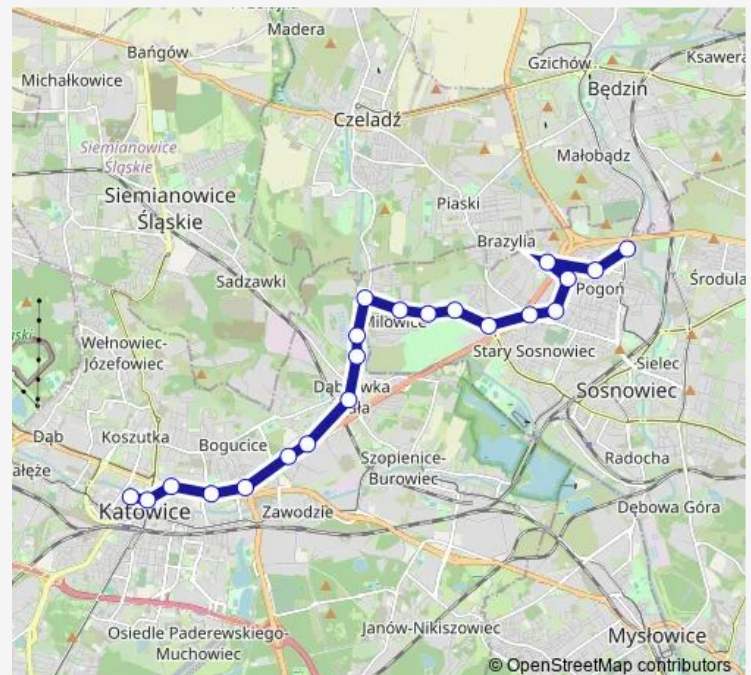 Madera
Bańgów
Gzichów
Ksawera
Michałkowice
Będzin
Czeladź
Siemianowice
Śląskie
Małobądz
Siemianowice
Śląskie
Piaski
Brazylia
Sadzawki
Pogoń
Środula
Milowice
Wełnowiec-
Józefowiec
Stary Sosnowiec
Sielec
Sosnowiec
Dąb
Koszutka
Bogucice
Szopienice-
Burowiec
Radocha
Katowice
Zawodzie
Dębowa Góra
Osiedle Paderewskiego-
Muchowiec
Janów-Nikiszowiec
Mysłowice
© OpenStreetMap contributors